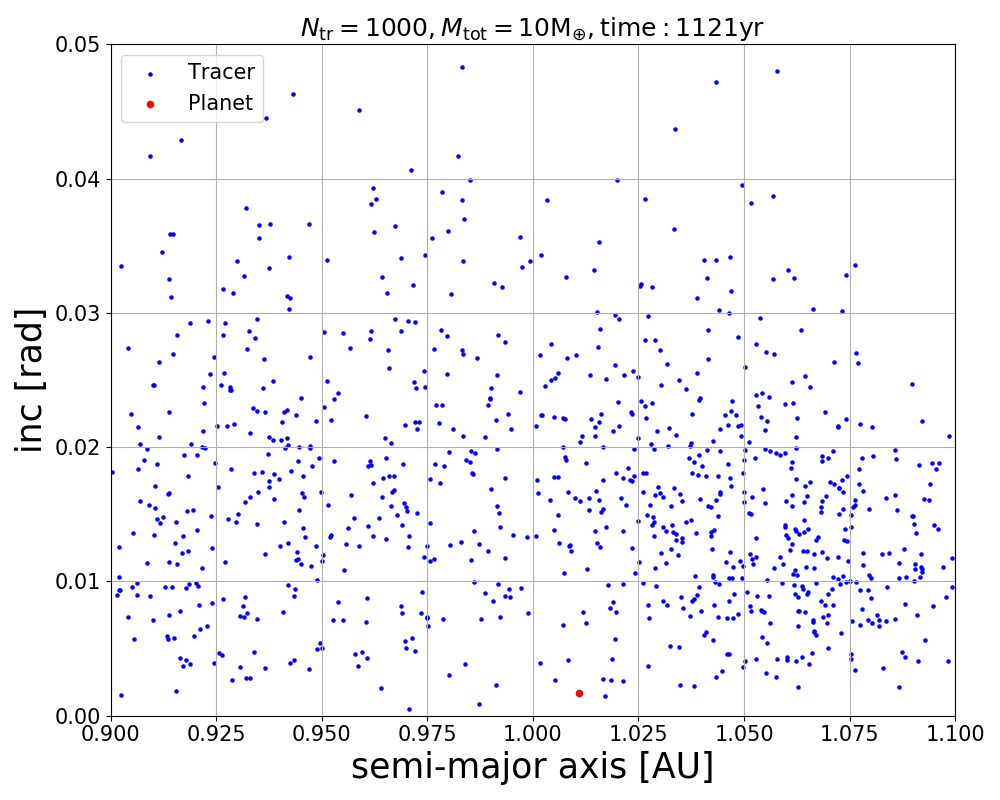 N_tr = 1000, M_tot = 10M_⊕, time : 1121yr
Tracer
Planet
0.05
0.04
0.03
0.02
0.01
0.00
inc [rad]
0.900 0.925 0.950 0.975 1.000 1.025 1.050 1.075 1.100
semi-major axis [AU]